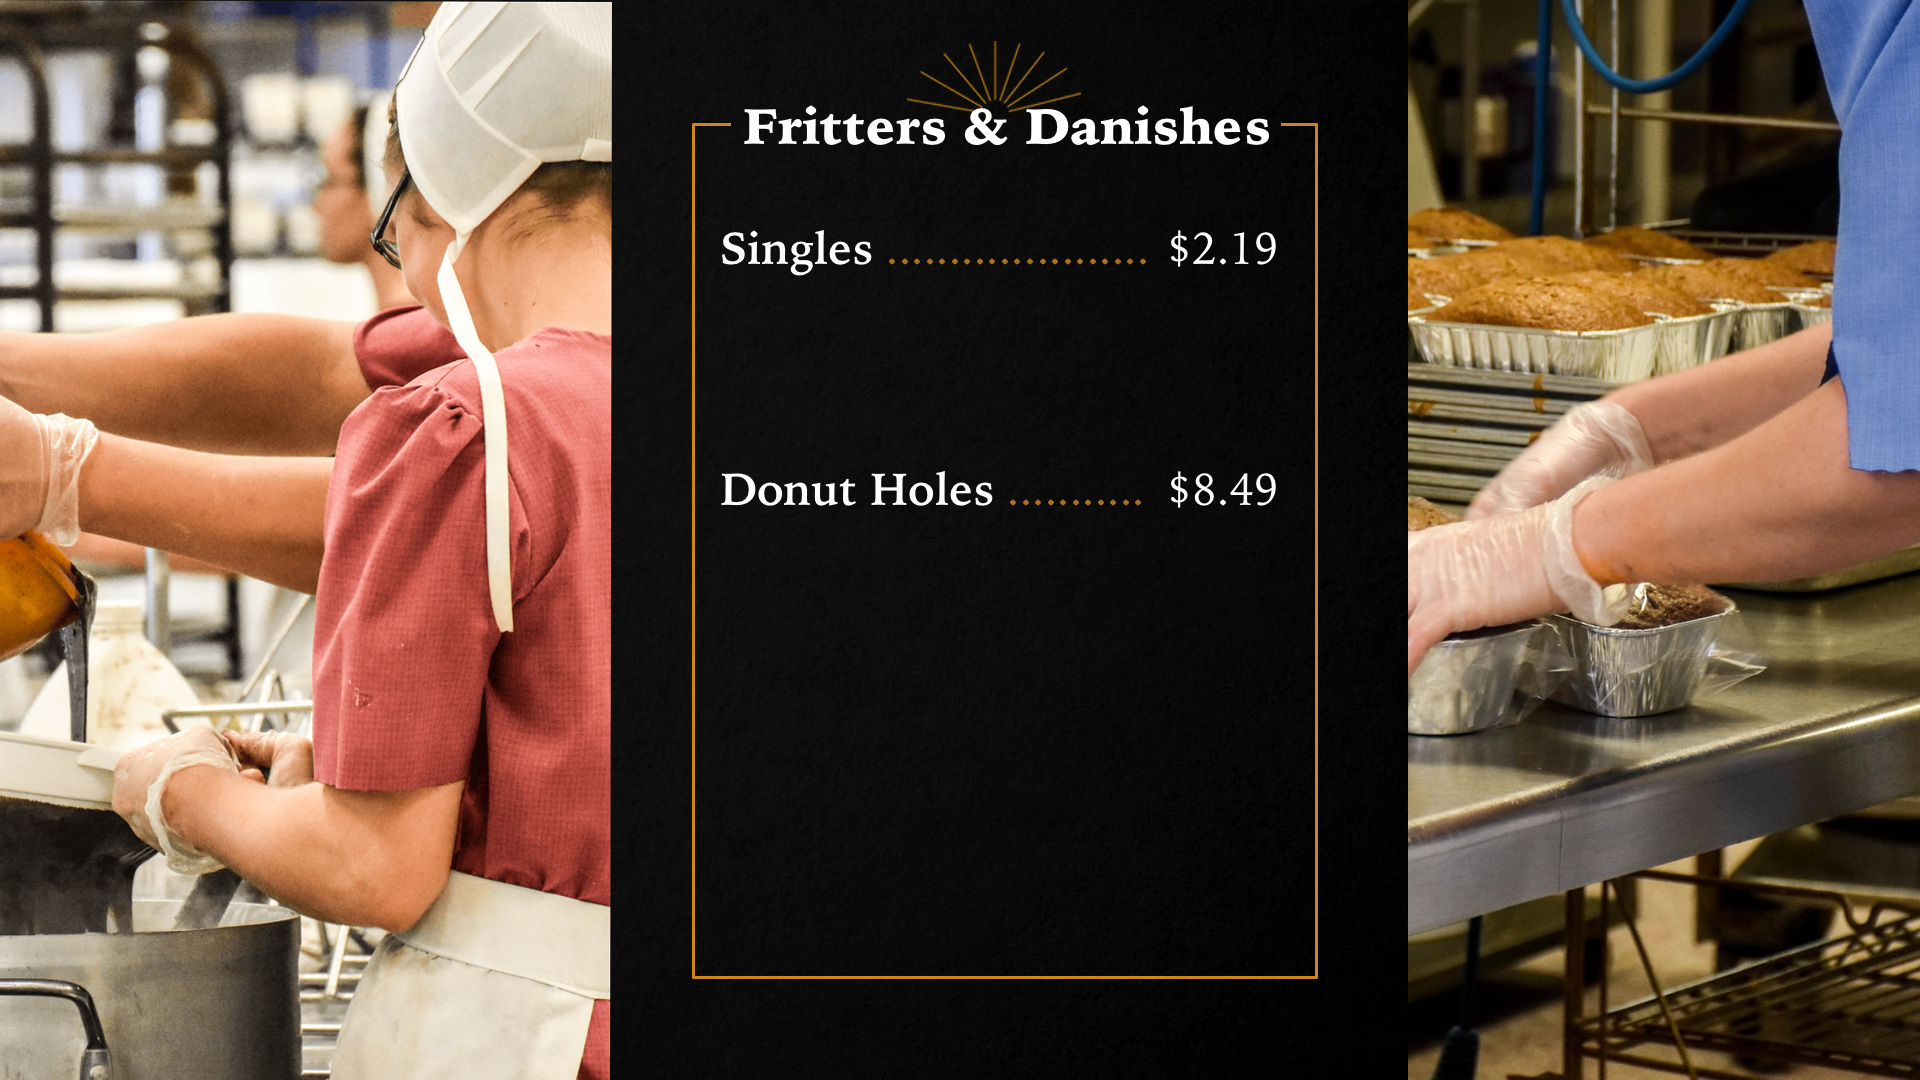 Fritters & Danishes
Singles ..................... $2.19
Donut Holes ........... $8.49